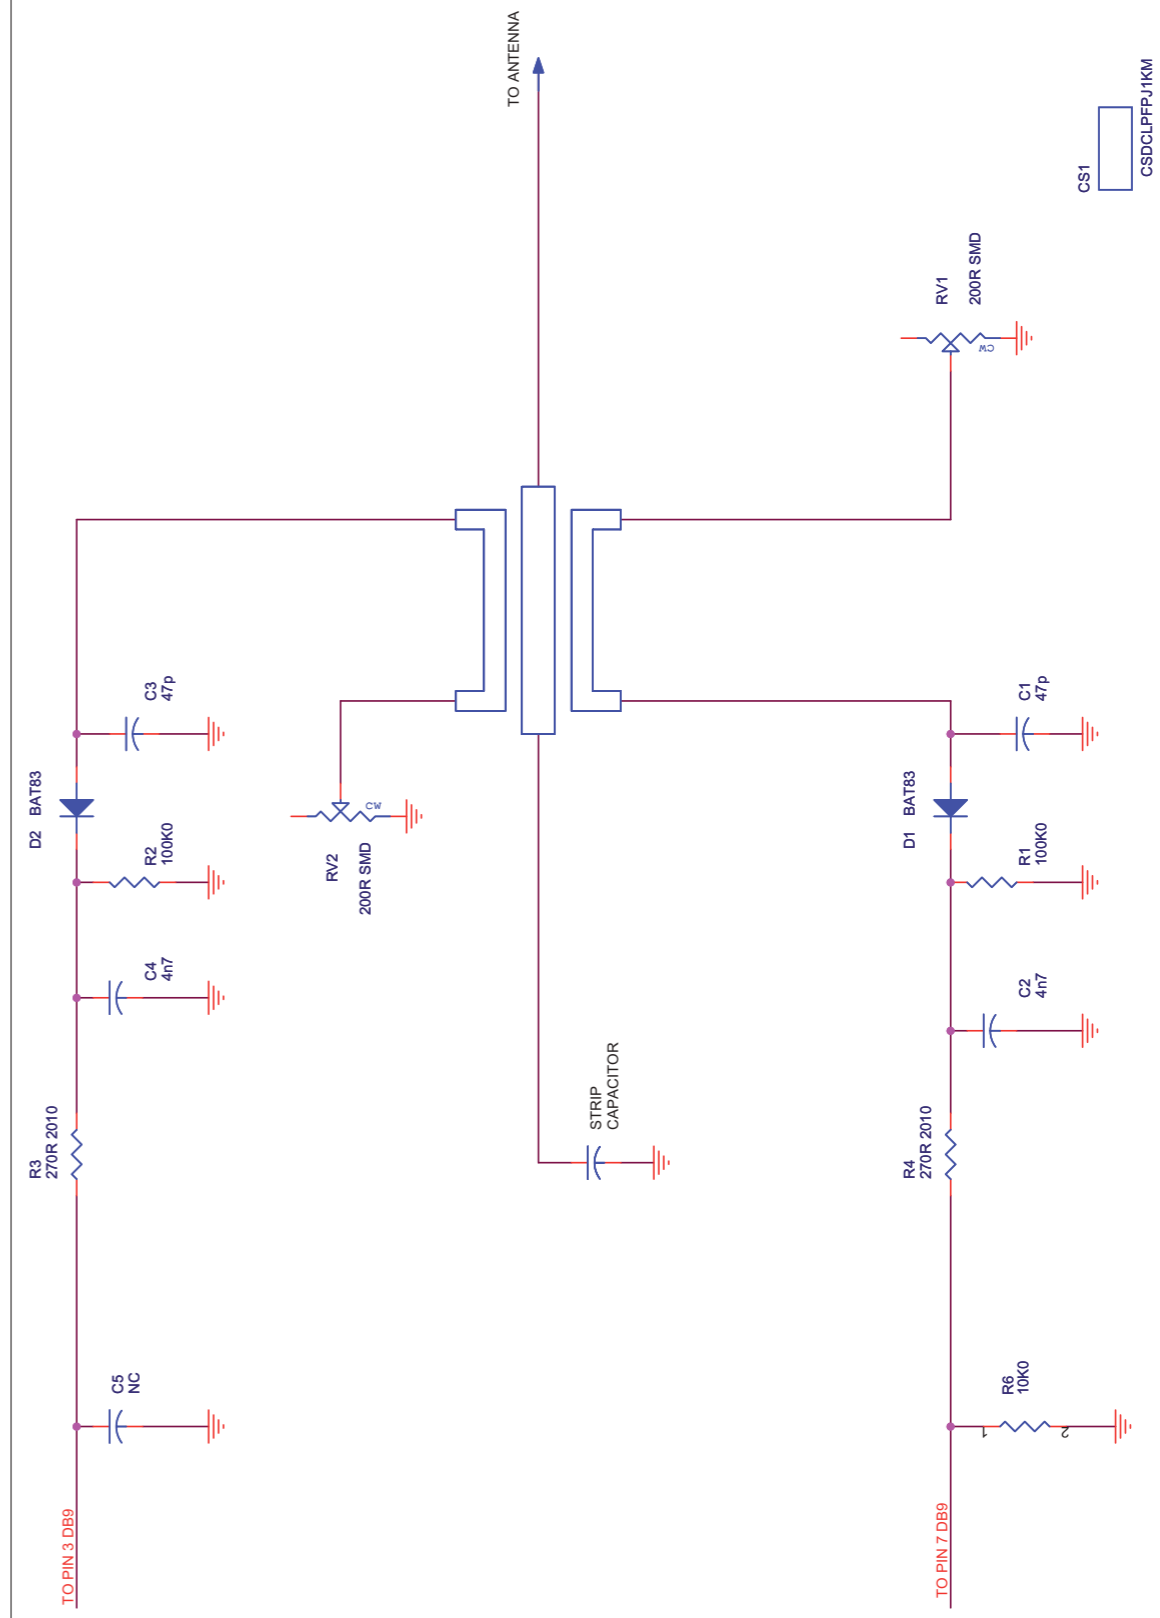 TO ANTENNA
CS1
CSDCLPFPJ1KM
RV1
200R SMD
CW
C3
47p
D2 BAT83
R2
100K0
C4
4n7
R3
270R 2010
C5
NC
TO PIN 3 DB9
CW
RV2
200R SMD
STRIP
CAPACITOR
C1
47p
D1 BAT83
R1
100K0
C2
4n7
R4
270R 2010
R6
10K0
1
2
TO PIN 7 DB9